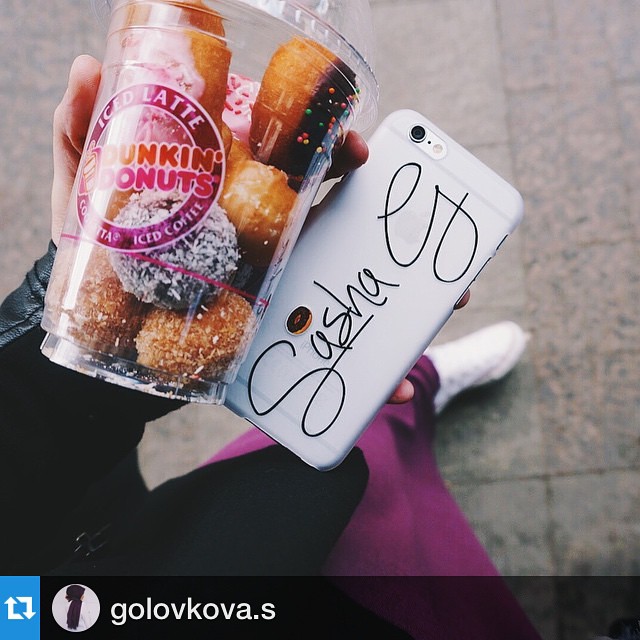 ICED LATTE
DUNKIN'
DONUTS
ICED COFFEE
Sasha G
golovkova.s